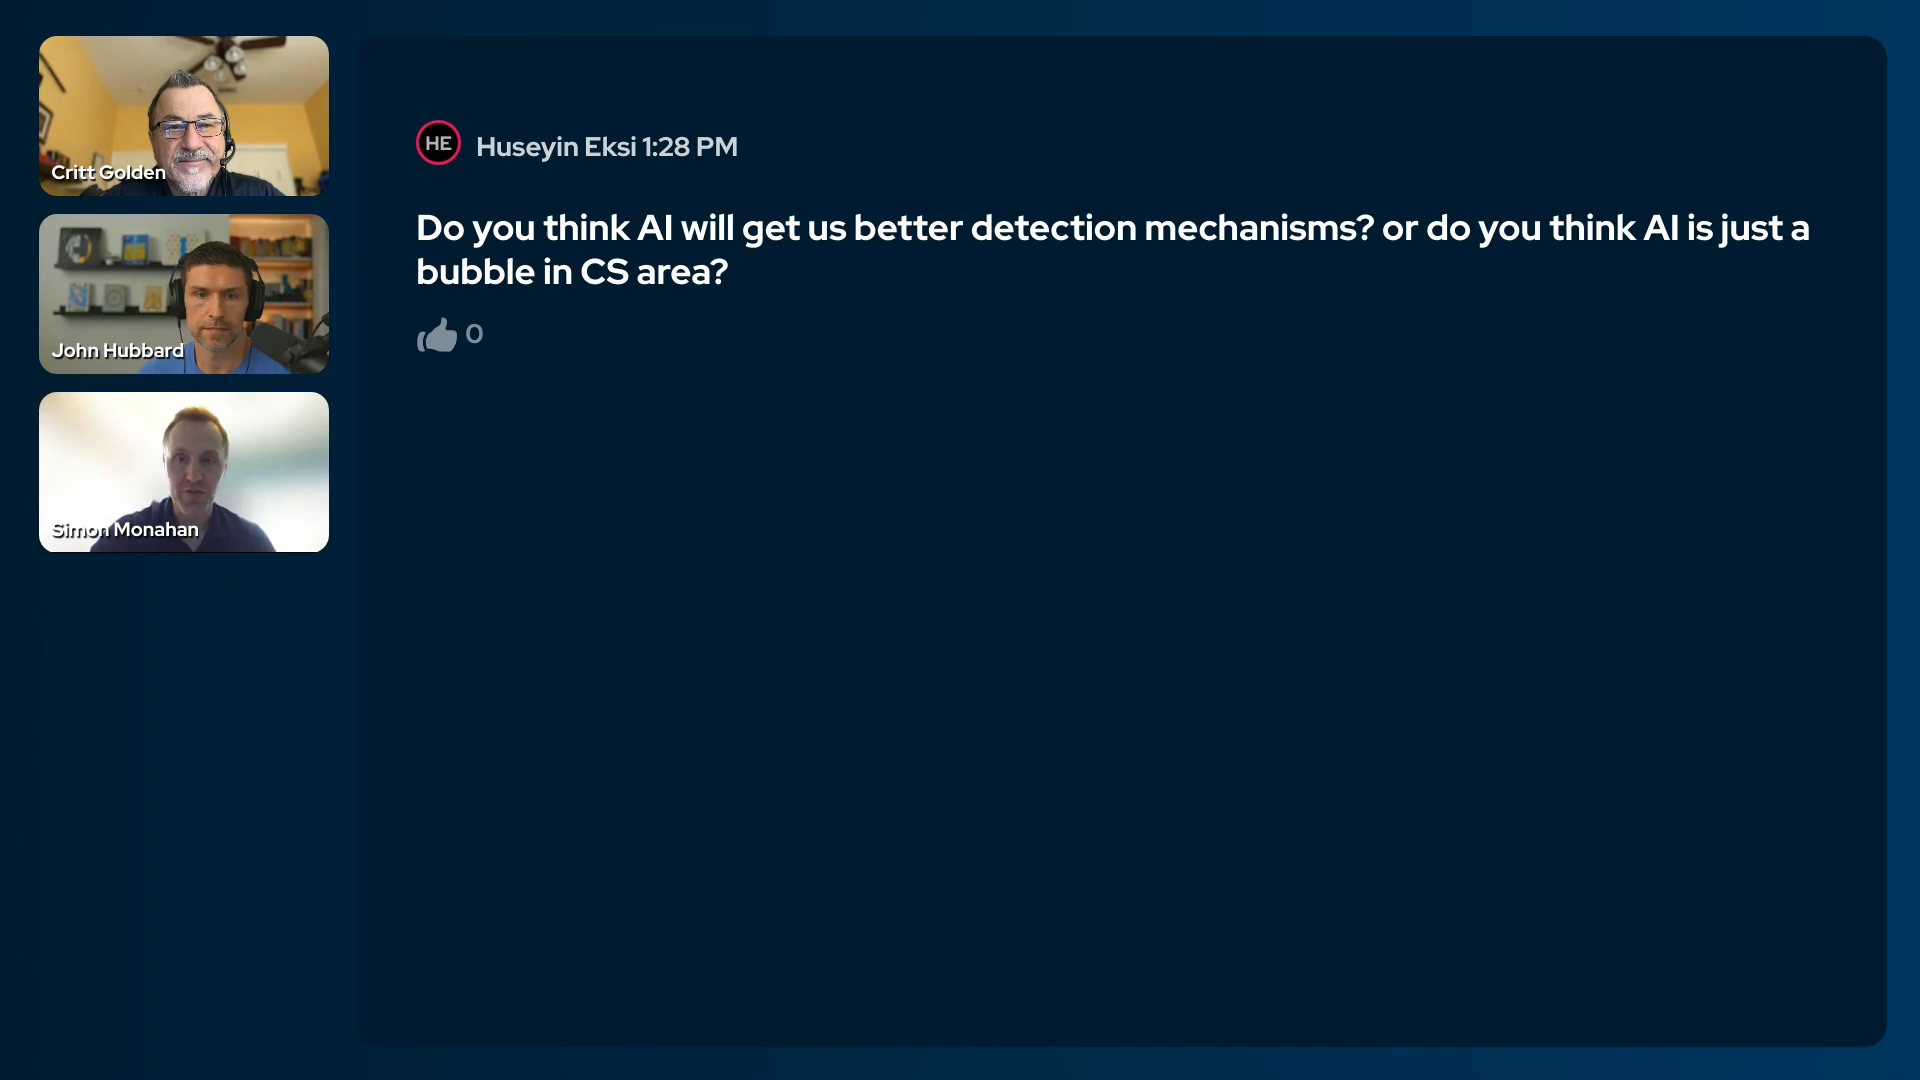 Critt Golden
John Hubbard
Simon Monahan
HE
Huseyin Eksi 1:28 PM
Do you think AI will get us better detection mechanisms? or do you think AI is just a
bubble in CS area?
0